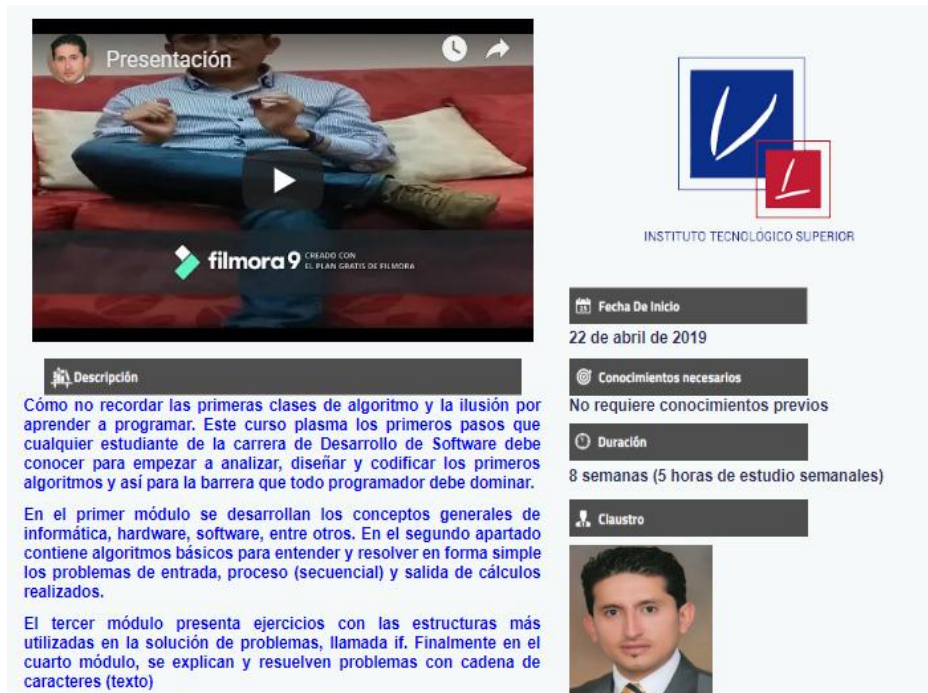 Presentación
filmora9 CREADO CON
EL PLAN GRATIS DE FILMORA
Descripción
Cómo no recordar las primeras clases de algoritmo y la ilusión por
aprender a programar. Este curso plasma los primeros pasos que
cualquier estudiante de la carrera de Desarrollo de Software debe
conocer para empezar a analizar, diseñar y codificar los primeros
algoritmos y así para la barrera que todo programador debe dominar.
En el primer módulo se desarrollan los conceptos generales de
informática, hardware, software, entre otros. En el segundo apartado
contiene algoritmos básicos para entender y resolver en forma simple
los problemas de entrada, proceso (secuencial) y salida de cálculos
realizados.
El tercer módulo presenta ejercicios con las estructuras más
utilizadas en la solución de problemas, llamada if. Finalmente en el
cuarto módulo, se explican y resuelven problemas con cadena de
caracteres (texto)
V
L
INSTITUTO TECNOLÓGICO SUPERIOR
Fecha De Inicio
22 de abril de 2019
Conocimientos necesarios
No requiere conocimientos previos
Duración
8 semanas (5 horas de estudio semanales)
Claustro